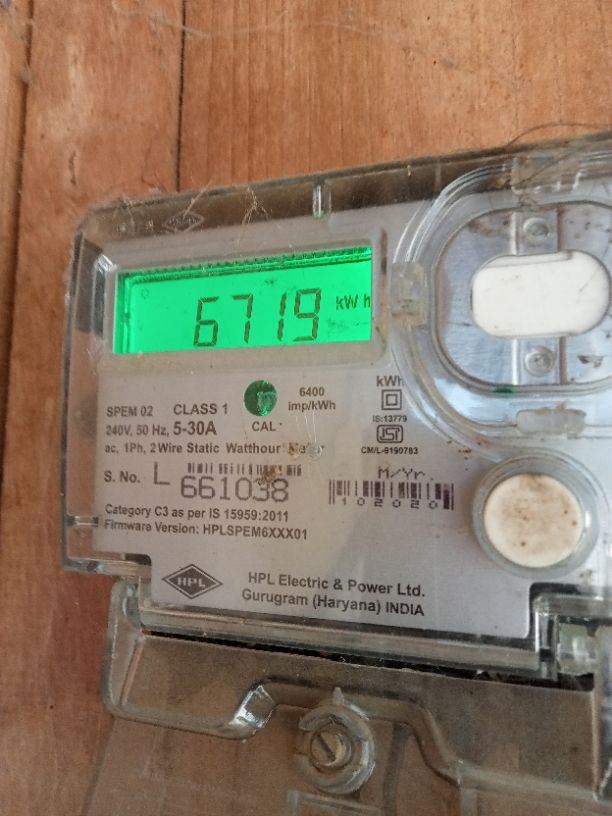 6719 kWh
SPEM 02 CLASS 1
6400
imp/kWh
240V, 50 Hz, 5-30A
CAL
ac, 1Ph, 2 Wire Static Watthour
kWh
IS:13779
ISI
CM/L-9190783
S. No. L 661038
M/Yr.
102020
Category C3 as per IS 15959:2011
Firmware Version: HPLSPEM6XXX01
HPL
HPL Electric & Power Ltd.
Gurugram (Haryana) INDIA